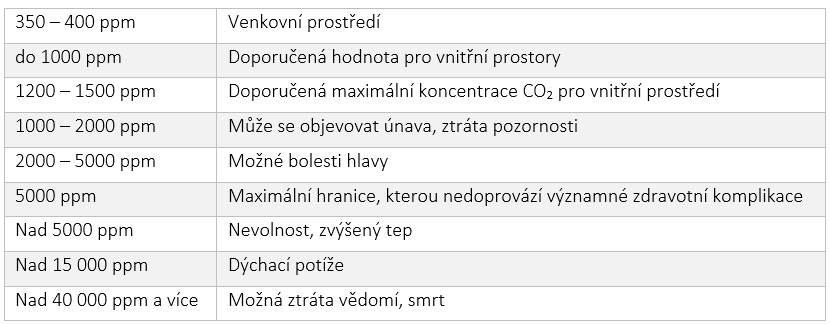 350 – 400 ppm Venkovní prostředí
do 1000 ppm Doporučená hodnota pro vnitřní prostory
1200 – 1500 ppm Doporučená maximální koncentrace CO₂ pro vnitřní prostředí
1000 – 2000 ppm Může se objevovat únava, ztráta pozornosti
2000 – 5000 ppm Možné bolesti hlavy
5000 ppm Maximální hranice, kterou nedoprovází významné zdravotní komplikace
Nad 5000 ppm Nevolnost, zvýšený tep
Nad 15 000 ppm Dýchací potíže
Nad 40 000 ppm a více Možná ztráta vědomí, smrt